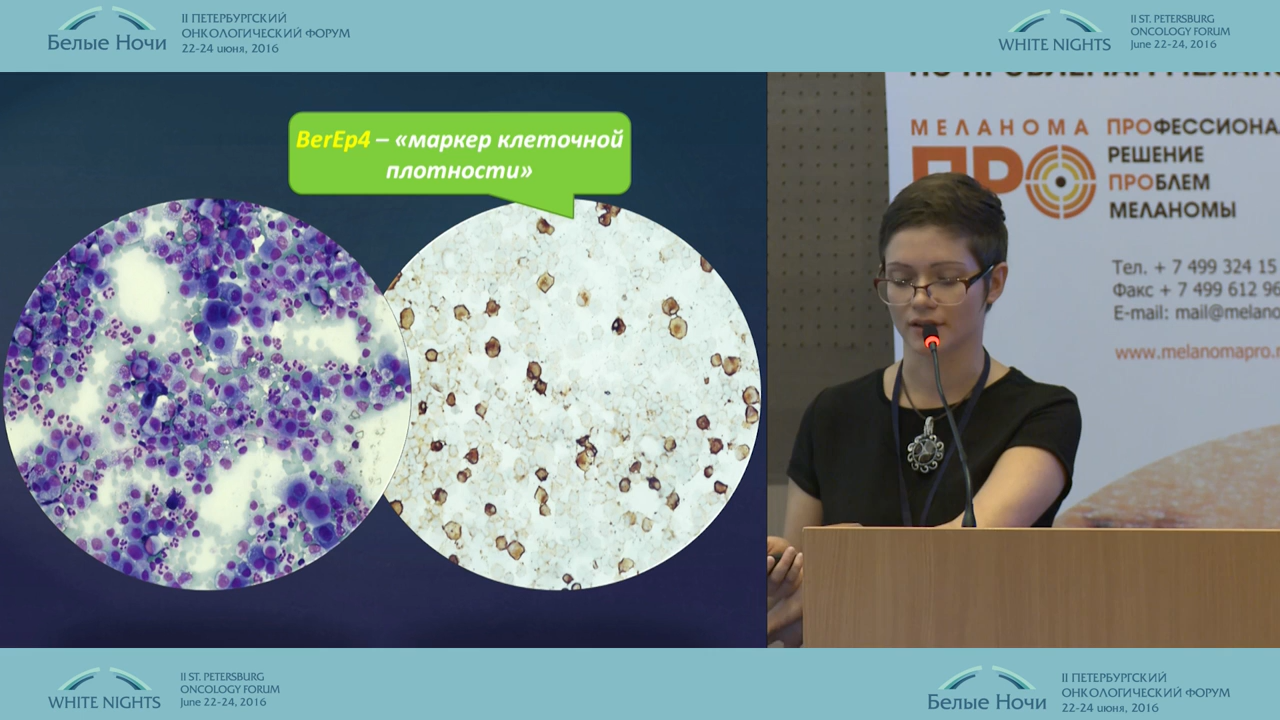 Белые Ночи
II ПЕТЕРБУРГСКИЙ
ОНКОЛОГИЧЕСКИЙ ФОРУМ
22-24 июня, 2016
WHITE NIGHTS
II ST. PETERSBURG
ONCOLOGY FORUM
June 22-24, 2016
BerEp4 – «маркер клеточной
плотности»
МЕЛАНОМА
ПРО
ПРОФЕССИОНА
РЕШЕНИЕ
ПРОБЛЕМ
МЕЛАНОМЫ
Тел. + 7 499 324 15
Факс + 7 499 612 96
E-mail: mail@melano
www.melanomapro.r
WHITE NIGHTS
II ST. PETERSBURG
ONCOLOGY FORUM
June 22-24, 2016
Белые Ночи
II ПЕТЕРБУРГСКИЙ
ОНКОЛОГИЧЕСКИЙ ФОРУМ
22-24 июня, 2016